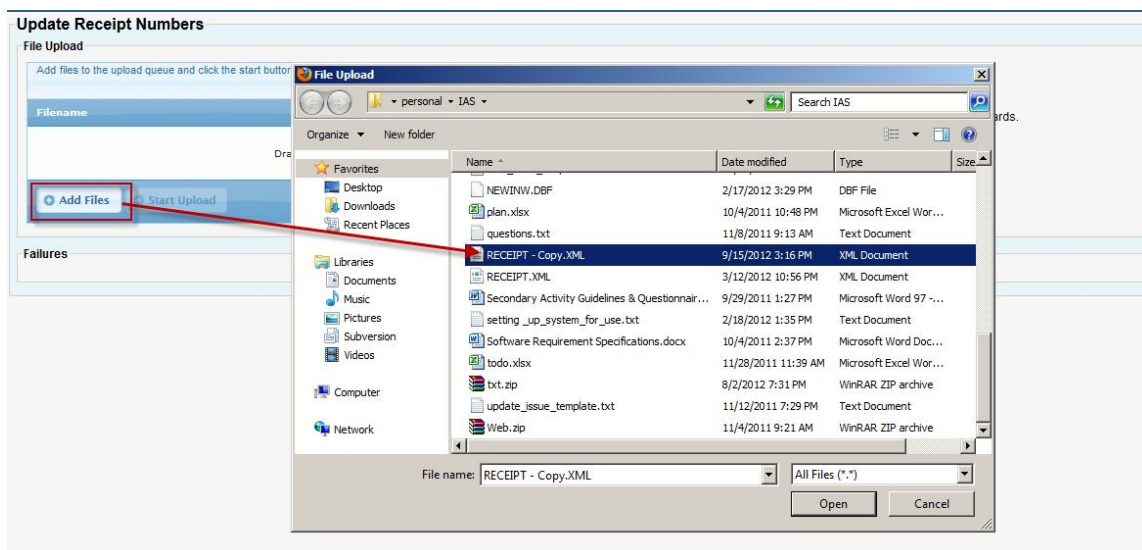 Update Receipt Numbers
File Upload
Add files to the upload queue and click the start button
Filename
Dra
Add Files Start Upload
Failures
ards.
File Upload
personal IAS Search IAS
Organize New folder
Favorites
Desktop
Downloads
Recent Places
Libraries
Documents
Music
Pictures
Subversion
Videos
Computer
Network
Name Date modified Type Size
NEWINW.DBF 2/17/2012 3:29 PM DBF File
plan.xlsx 10/4/2011 10:48 PM Microsoft Excel Wor...
questions.txt 11/8/2011 9:13 AM Text Document
RECEIPT - Copy.XML 9/15/2012 3:16 PM XML Document
RECEIPT.XML 3/12/2012 10:56 PM XML Document
Secondary Activity Guidelines & Questionnair... 9/29/2011 1:27 PM Microsoft Word 97 -...
setting _up_system_for_use.txt 2/18/2012 1:35 PM Text Document
Software Requirement Specifications.docx 10/4/2011 2:37 PM Microsoft Word Doc...
todo.xlsx 11/28/2011 11:39 AM Microsoft Excel Wor...
txt.zip 8/2/2012 7:31 PM WinRAR ZIP archive
update_issue_template.txt 11/12/2011 7:29 PM Text Document
Web.zip 11/4/2011 9:21 AM WinRAR ZIP archive
File name: RECEIPT - Copy.XML All Files (*.*)
Open Cancel